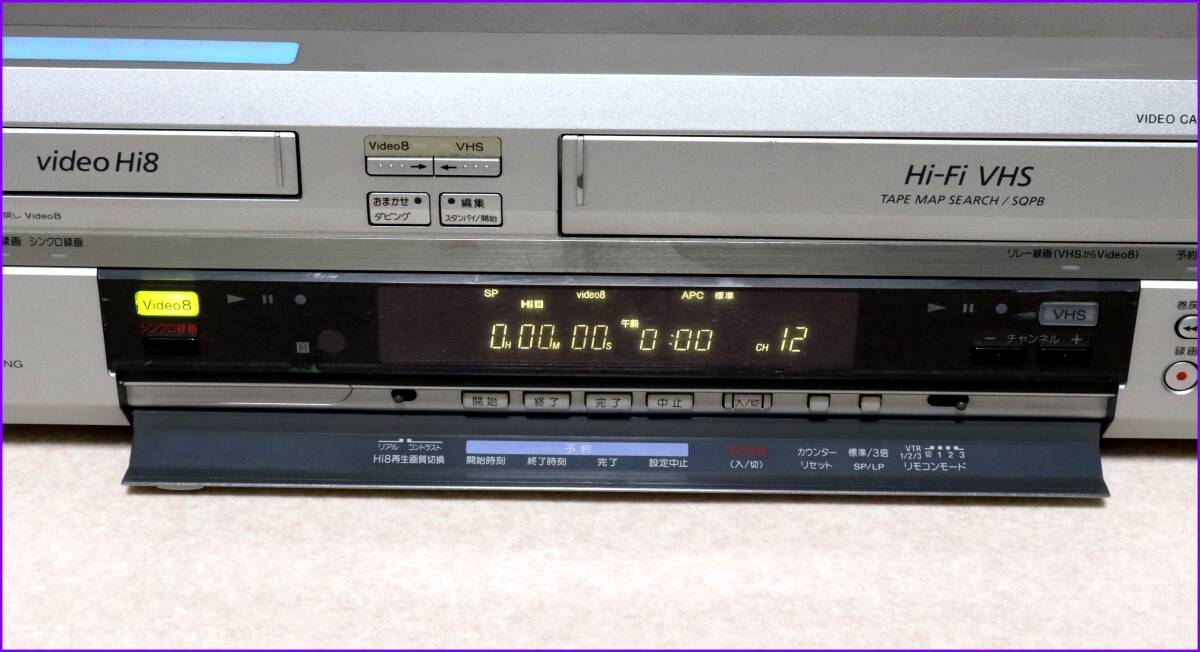 VIDEO CA
video Hi8
Video8 VHS
Hi-Fi VHS
TAPE MAP SEARCH / SQPB
おまかせ
ダビング
編集
スタンバイ/開始
戻し Video8
録画 シンクロ録画
リレー録画(VHSからVideo8)
予約
Video8
シンクロ録画
SP video8 APC 標準
Hi8
0H 00M 00S 午前 0:00 CH 12
VHS
− チャンネル +
巻戻
録画
NG
開始 終了 完了 中止 入/切
リアル コントラスト
Hi8再生画質切換
予約
開始時刻 終了時刻 完了 設定中止
(入/切)
カウンター
リセット
標準/3倍
SP/LP
VTR
1/2/3 切 1 2 3
リモコンモード